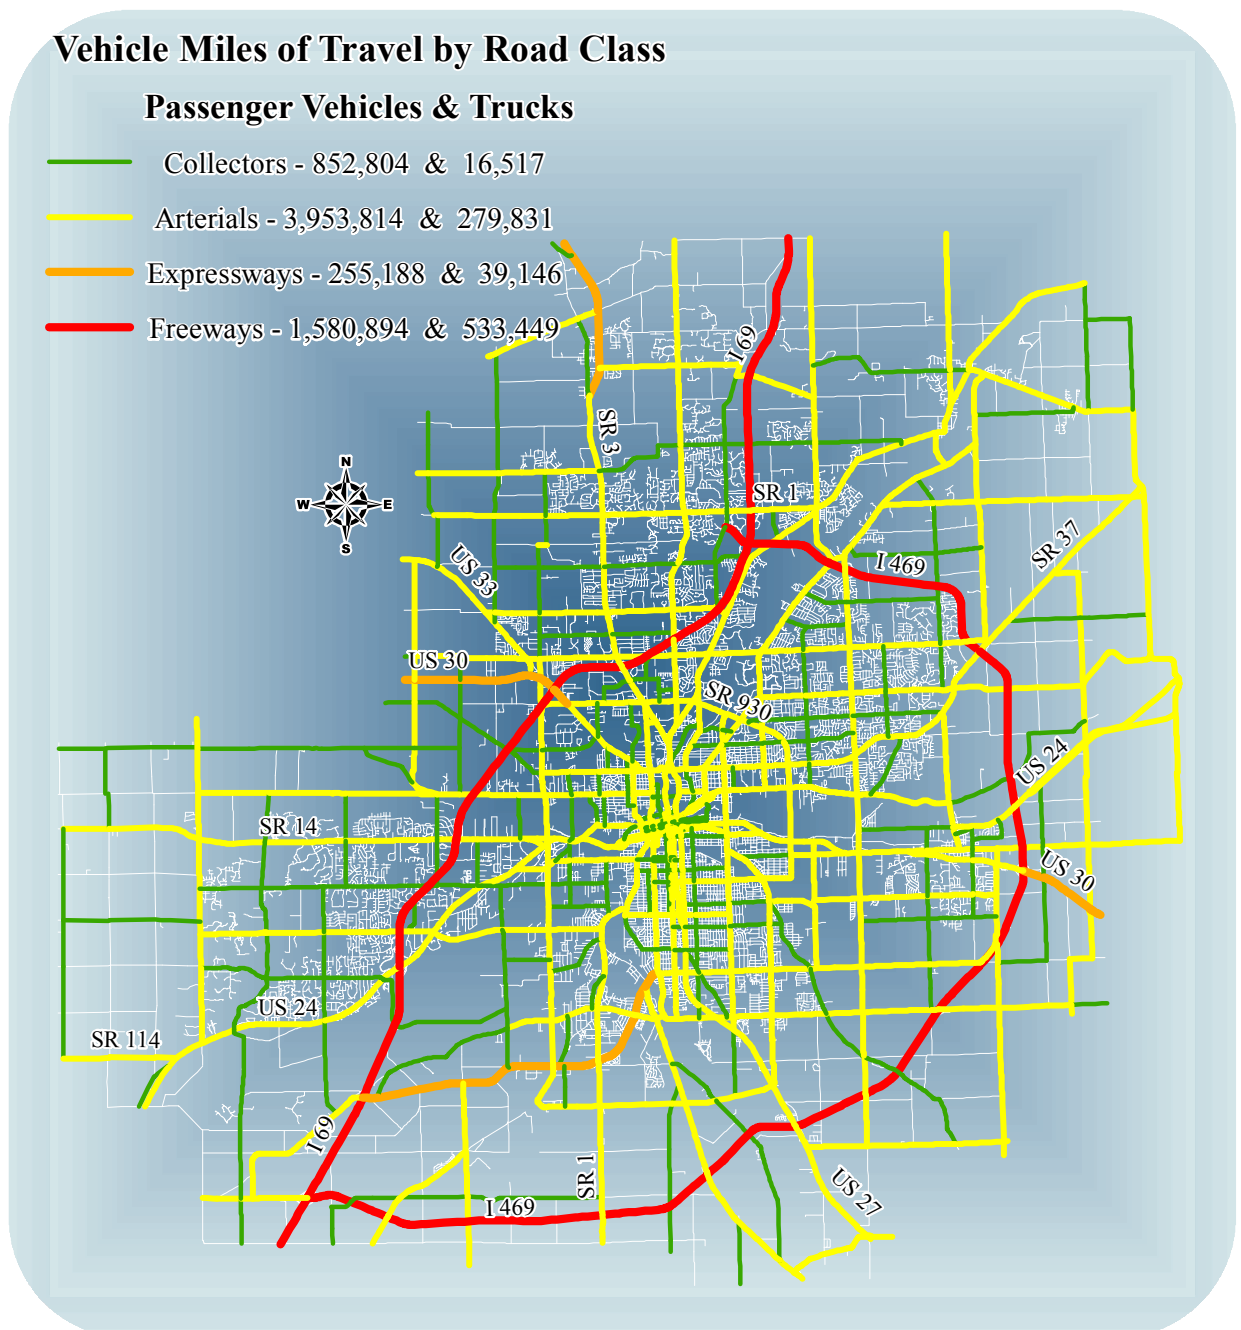 Vehicle Miles of Travel by Road Class
Passenger Vehicles & Trucks
Collectors - 852,804 & 16,517
Arterials - 3,953,814 & 279,831
Expressways - 255,188 & 39,146
Freeways - 1,580,894 & 533,449
I 69
SR 3
N
W E
S
SR 1
US 33
I 469
SR 37
US 30
SR 930
US 24
SR 14
US 30
US 24
SR 114
I 69
SR 1
I 469
US 27